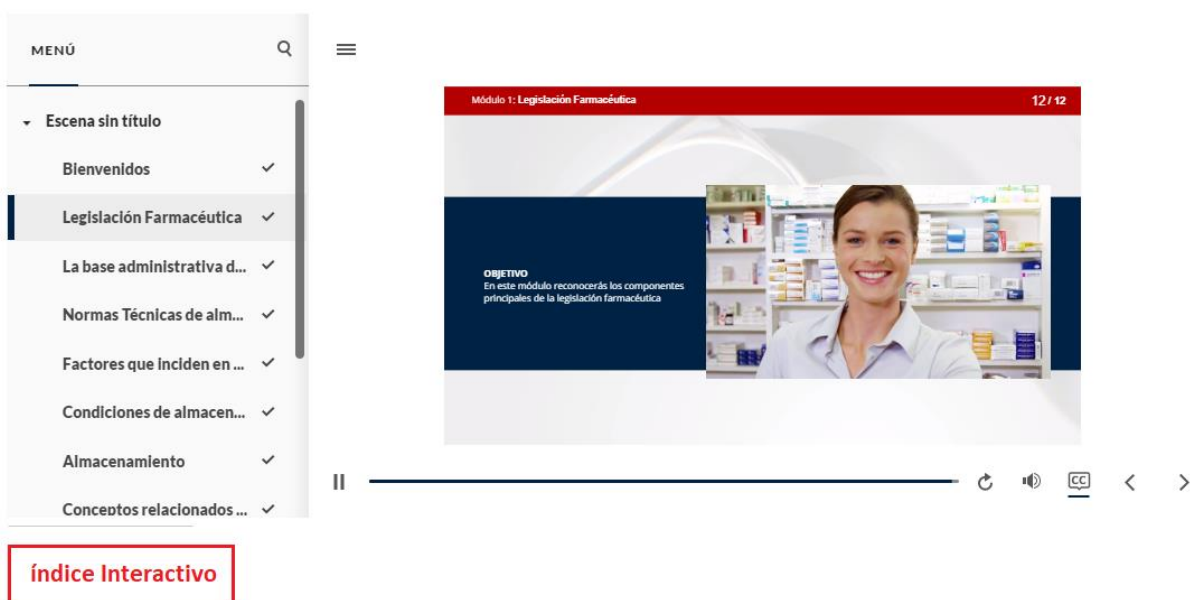 MENÚ
Escena sin título
Bienvenidos
Legislación Farmacéutica
La base administrativa d...
Normas Técnicas de alm...
Factores que inciden en ...
Condiciones de almacen...
Almacenamiento
Conceptos relacionados ...
Módulo 1: Legislación Farmacéutica
12 / 12
OBJETIVO
En este módulo reconocerás los componentes
principales de la legislación farmacéutica
CC
índice Interactivo